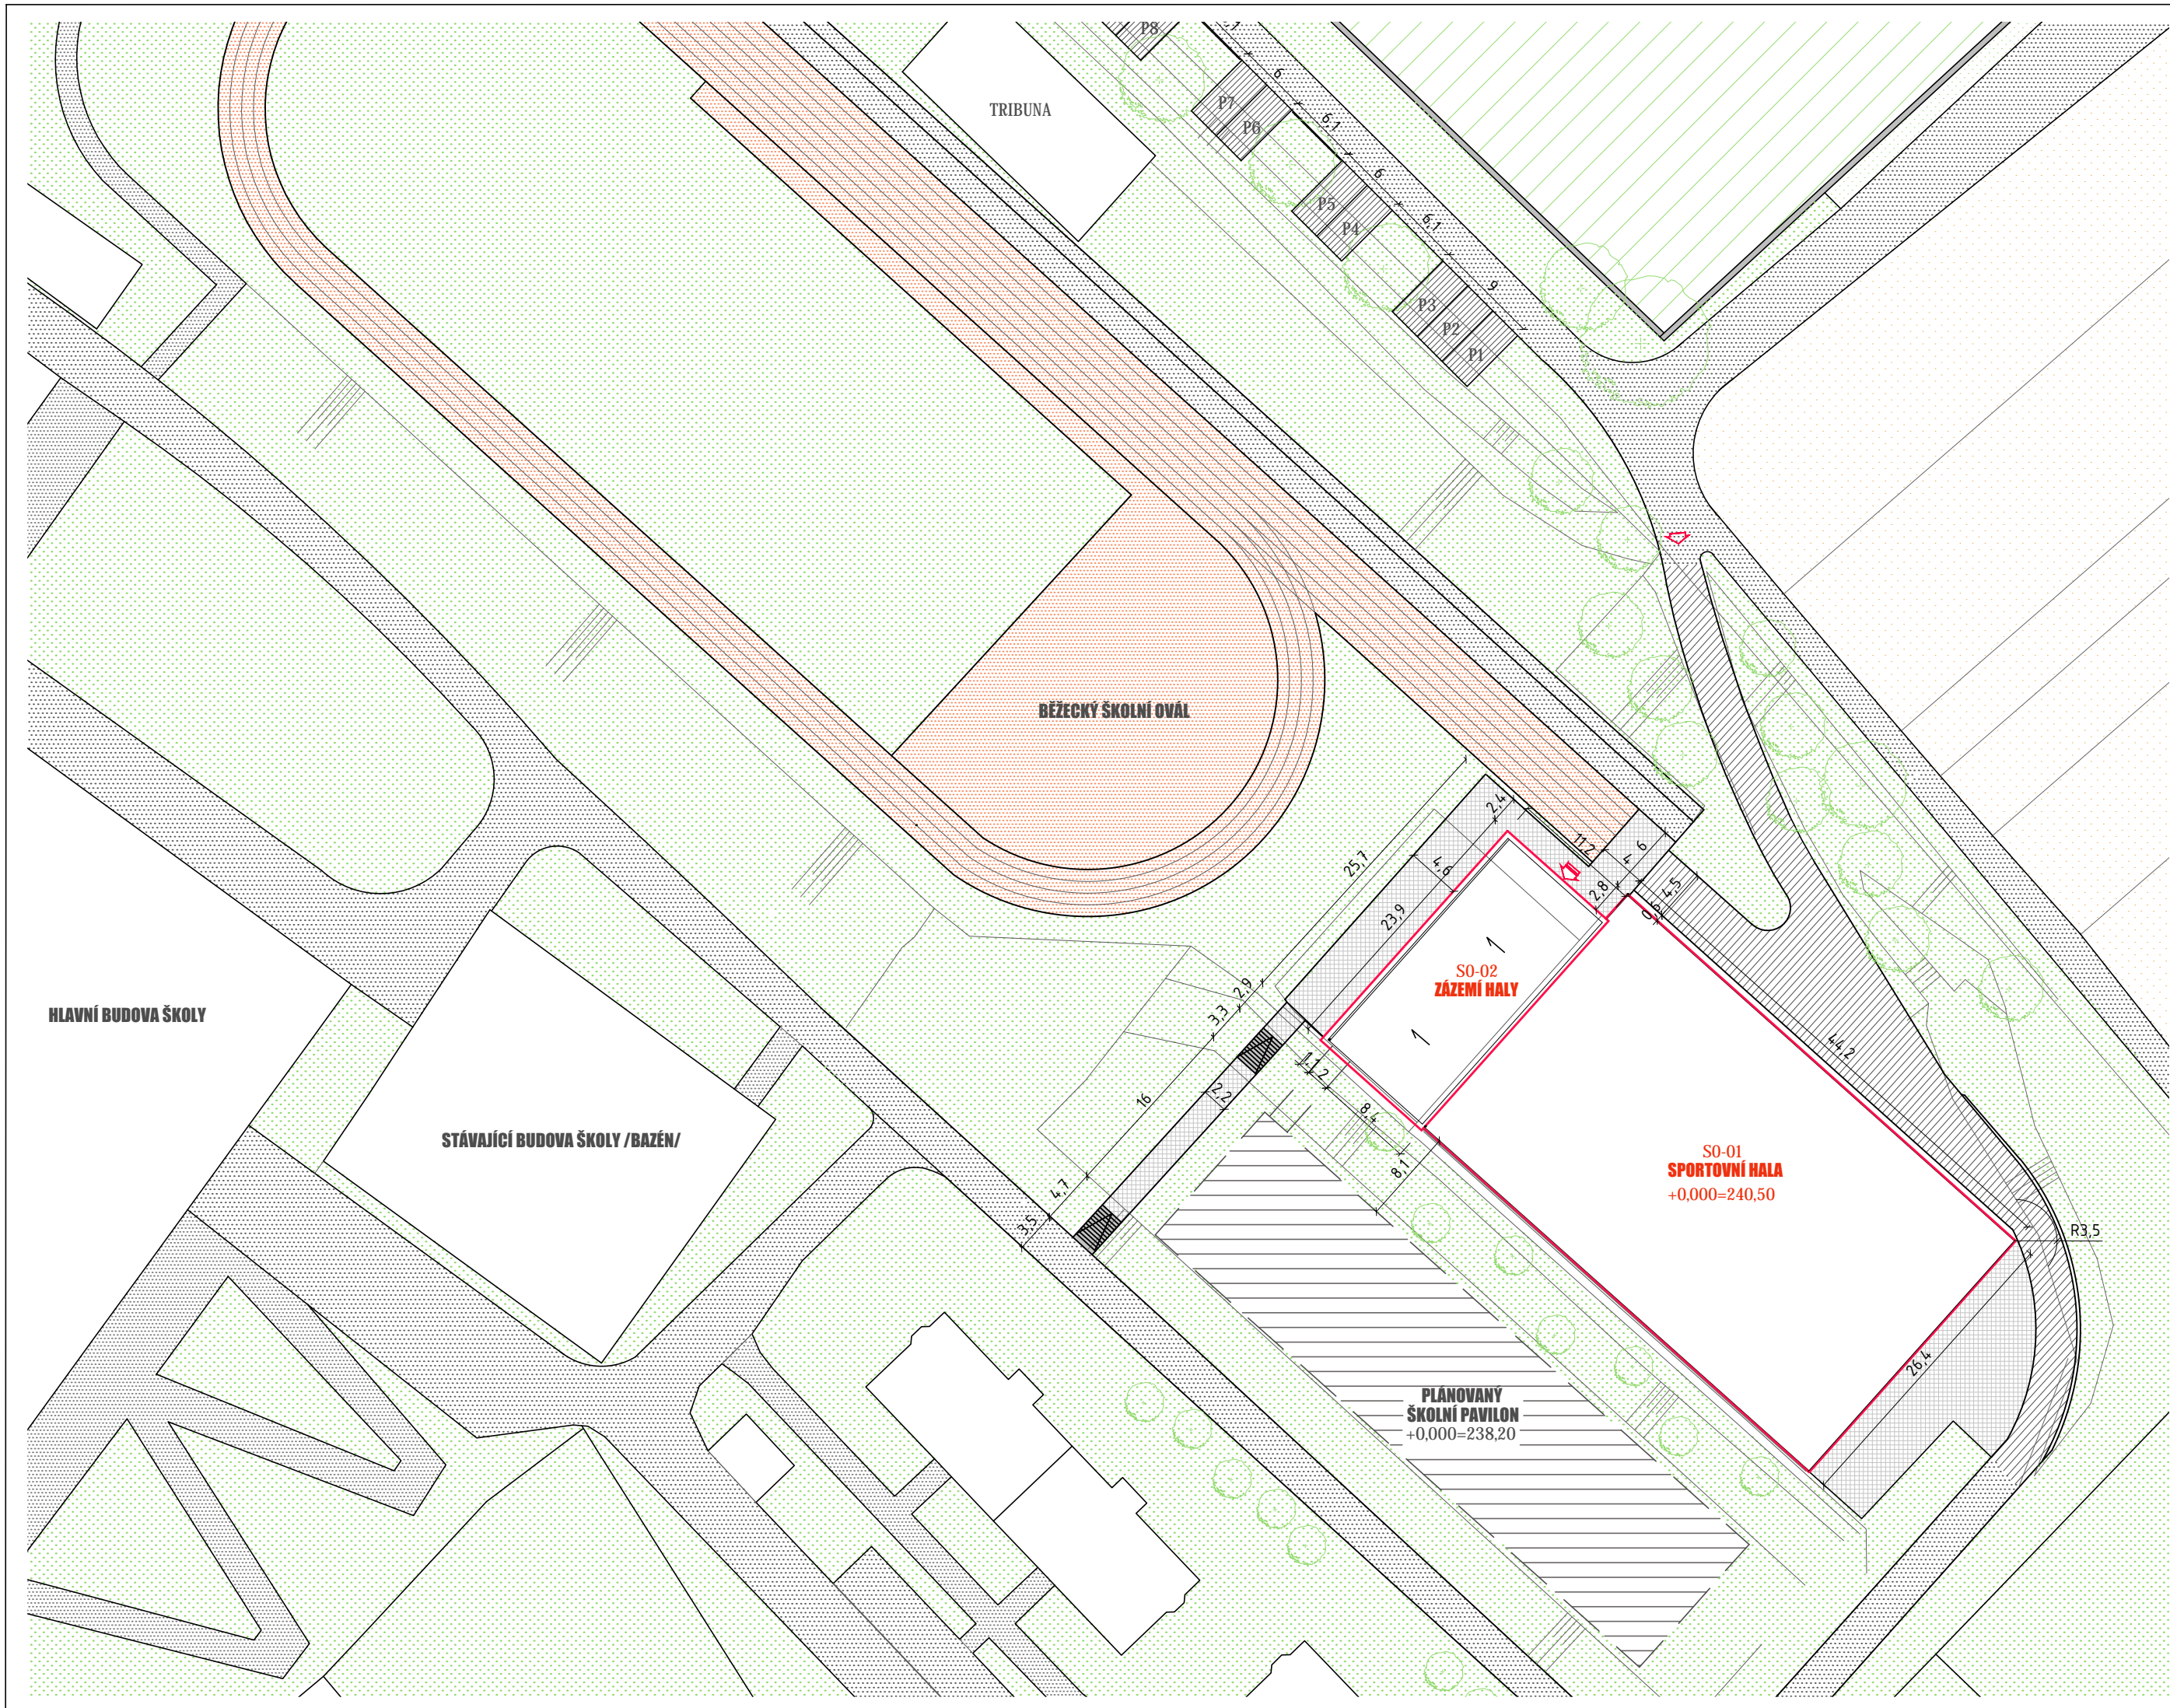 P8
TRIBUNA
6
P7
P6
6,1
6
P5
P4
6,1
9
P3
P2
P1
BĚŽECKÝ ŠKOLNÍ OVÁL
2,4
11,2
4
6
25,7
4,6
2,8
4,5
0,6
23,9
S0-02
ZÁZEMÍ HALY
HLAVNÍ BUDOVA ŠKOLY
2,9
3,3
44,2
16
2,2
8,4
STÁVAJÍCÍ BUDOVA ŠKOLY /BAZÉN/
8,1
S0-01
SPORTOVNÍ HALA
+0,000=240,50
4,7
3,5
R3,5
26,4
PLÁNOVANÝ
ŠKOLNÍ PAVILON
+0,000=238,20